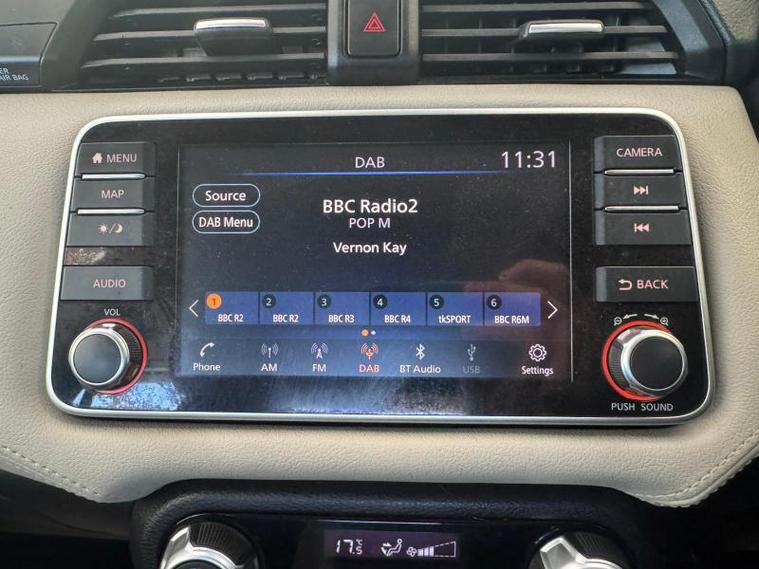 AIR BAG
MENU
MAP
AUDIO
VOL
DAB
11:31
Source
DAB Menu
BBC Radio2
POP M
Vernon Kay
1 2 3 4 5 6
BBC R2 BBC R2 BBC R3 BBC R4 tkSPORT BBC R6M
Phone AM FM DAB BT Audio USB Settings
CAMERA
BACK
PUSH SOUND
17.5°C